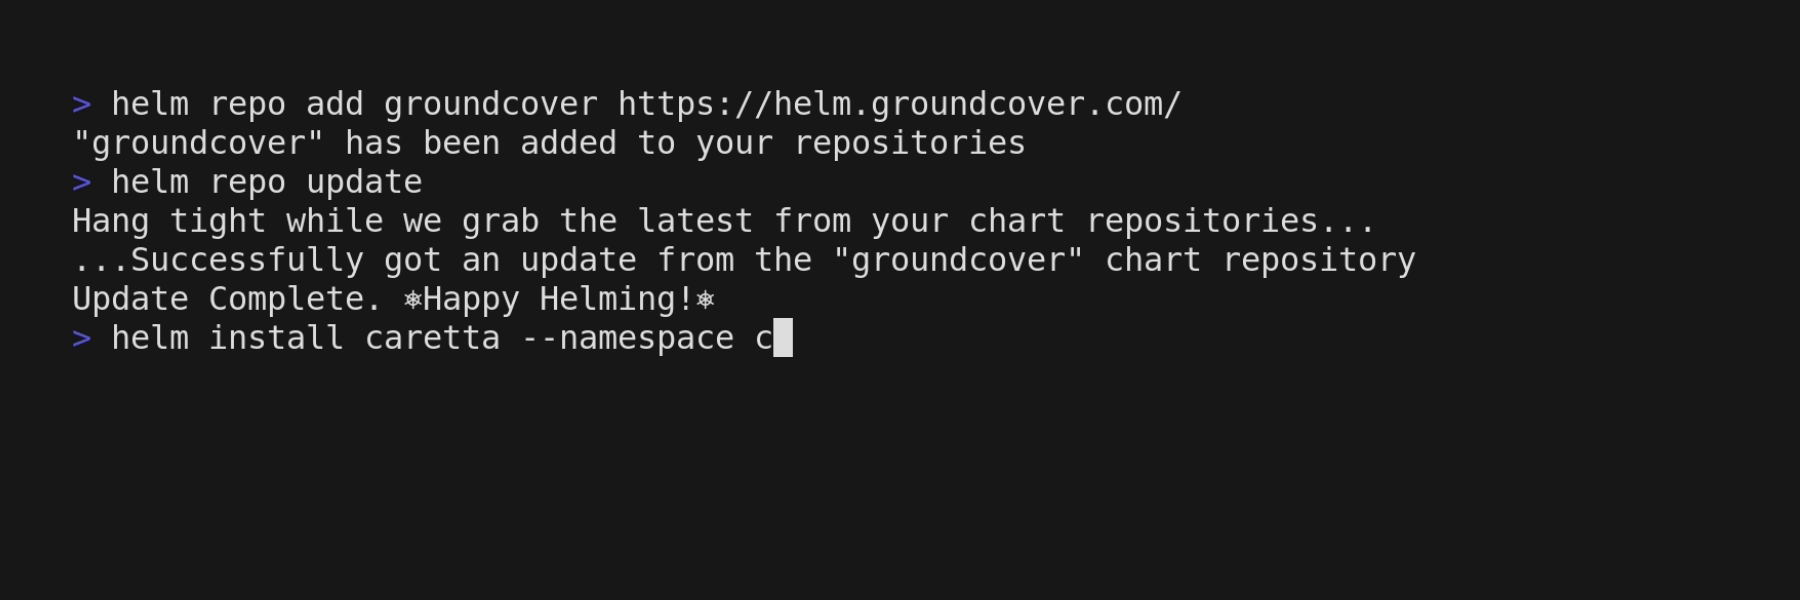 > helm repo add groundcover https://helm.groundcover.com/
"groundcover" has been added to your repositories
> helm repo update
Hang tight while we grab the latest from your chart repositories...
...Successfully got an update from the "groundcover" chart repository
Update Complete. ⎈Happy Helming!⎈
> helm install caretta --namespace c